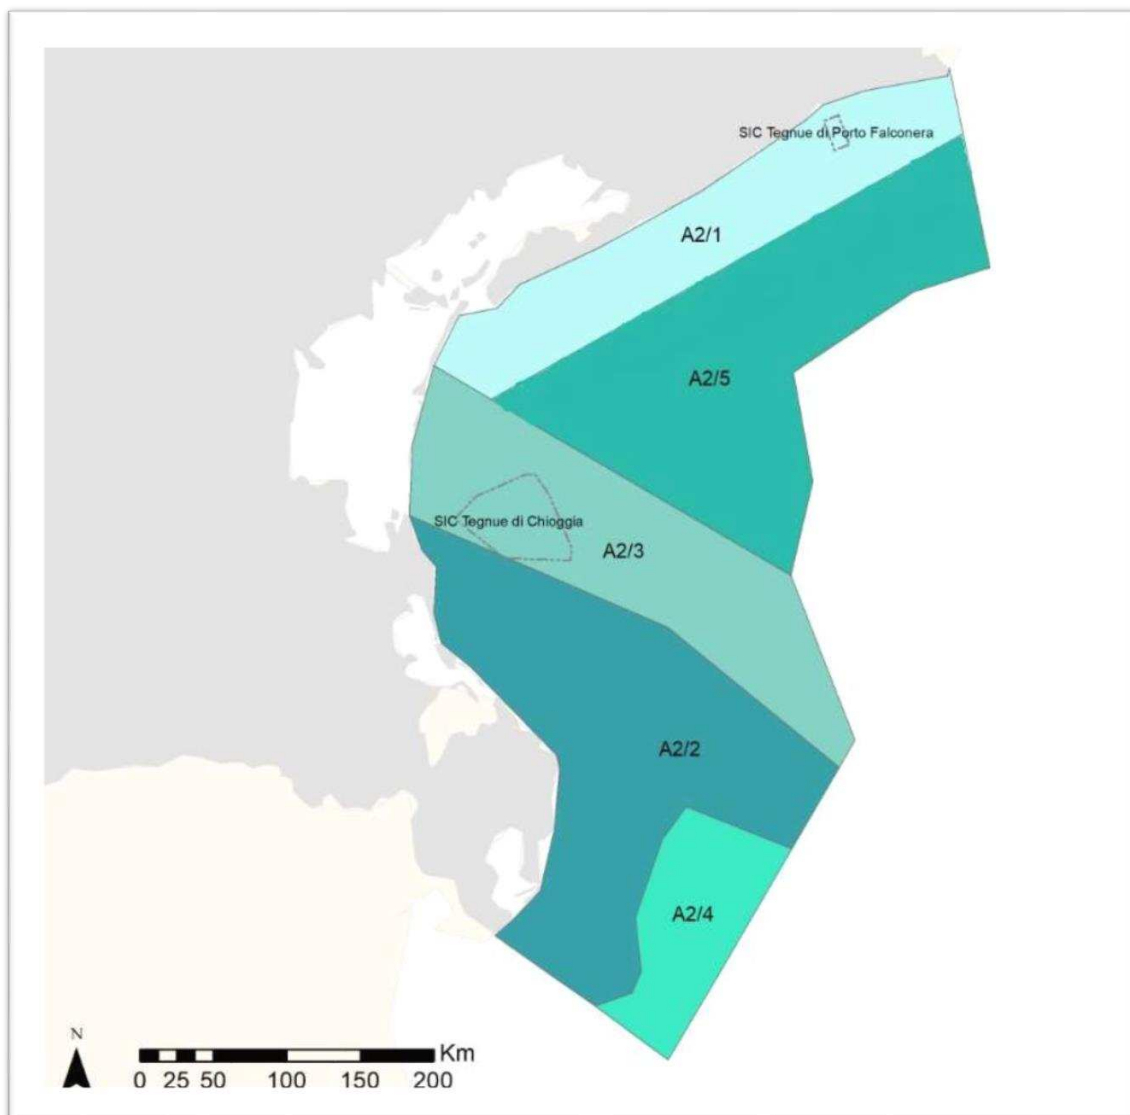 SIC Tegnue di Porto Falconera
A2/1
A2/5
SIC Tegnue di Chioggia
A2/3
A2/2
A2/4
N
Km
0 25 50 100 150 200